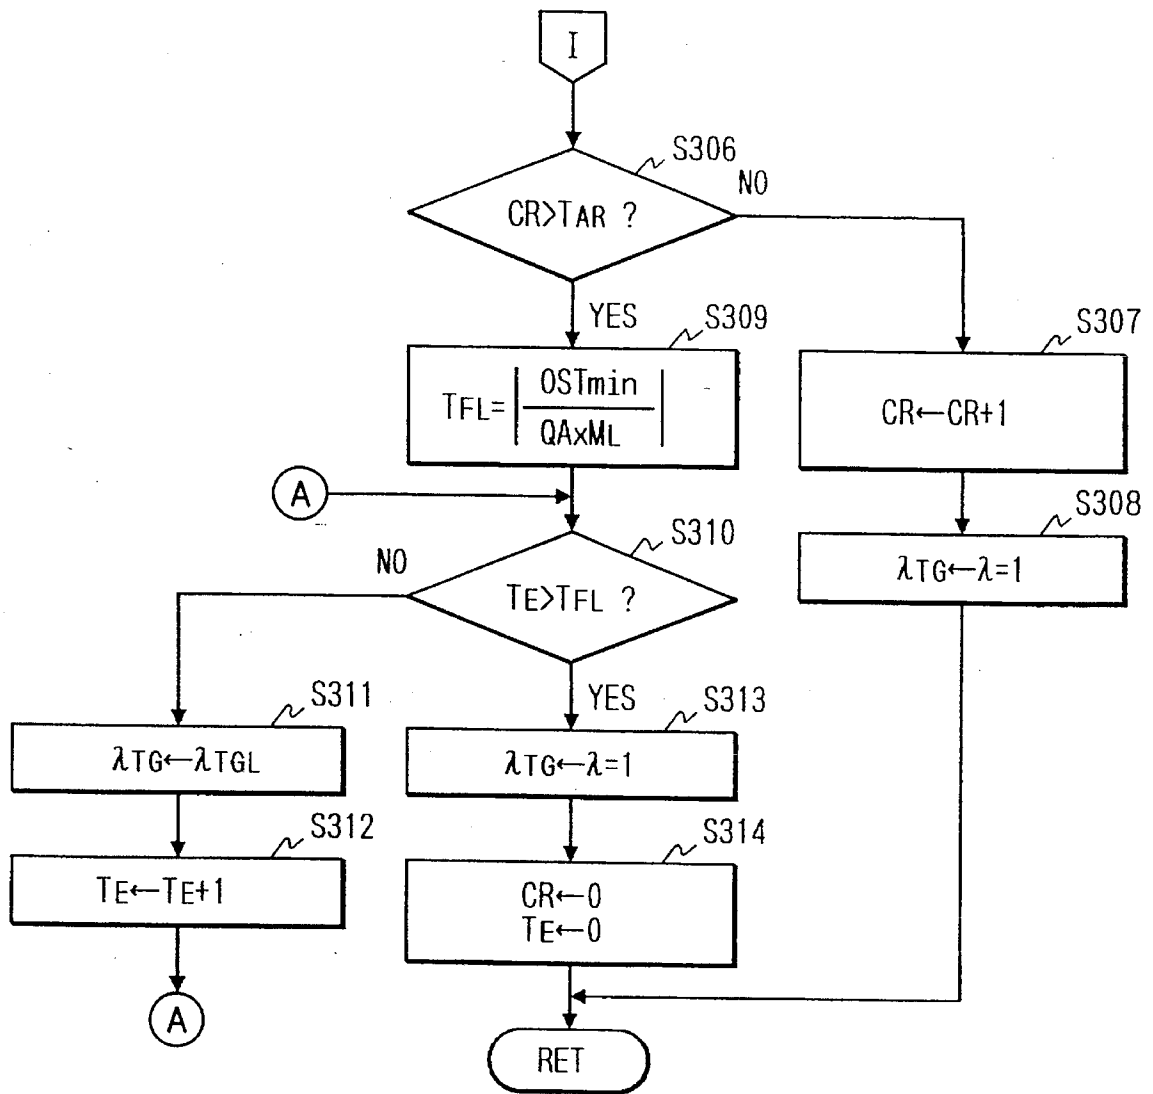 I
S306
CR>TAR ?
NO
YES
S309
TFL=|OSTmin/QAxML|
S307
CR←CR+1
A
S308
λTG←λ=1
S310
TE>TFL ?
NO
YES
S311
λTG←λTGL
S313
λTG←λ=1
S312
TE←TE+1
S314
CR←0
TE←0
A
RET